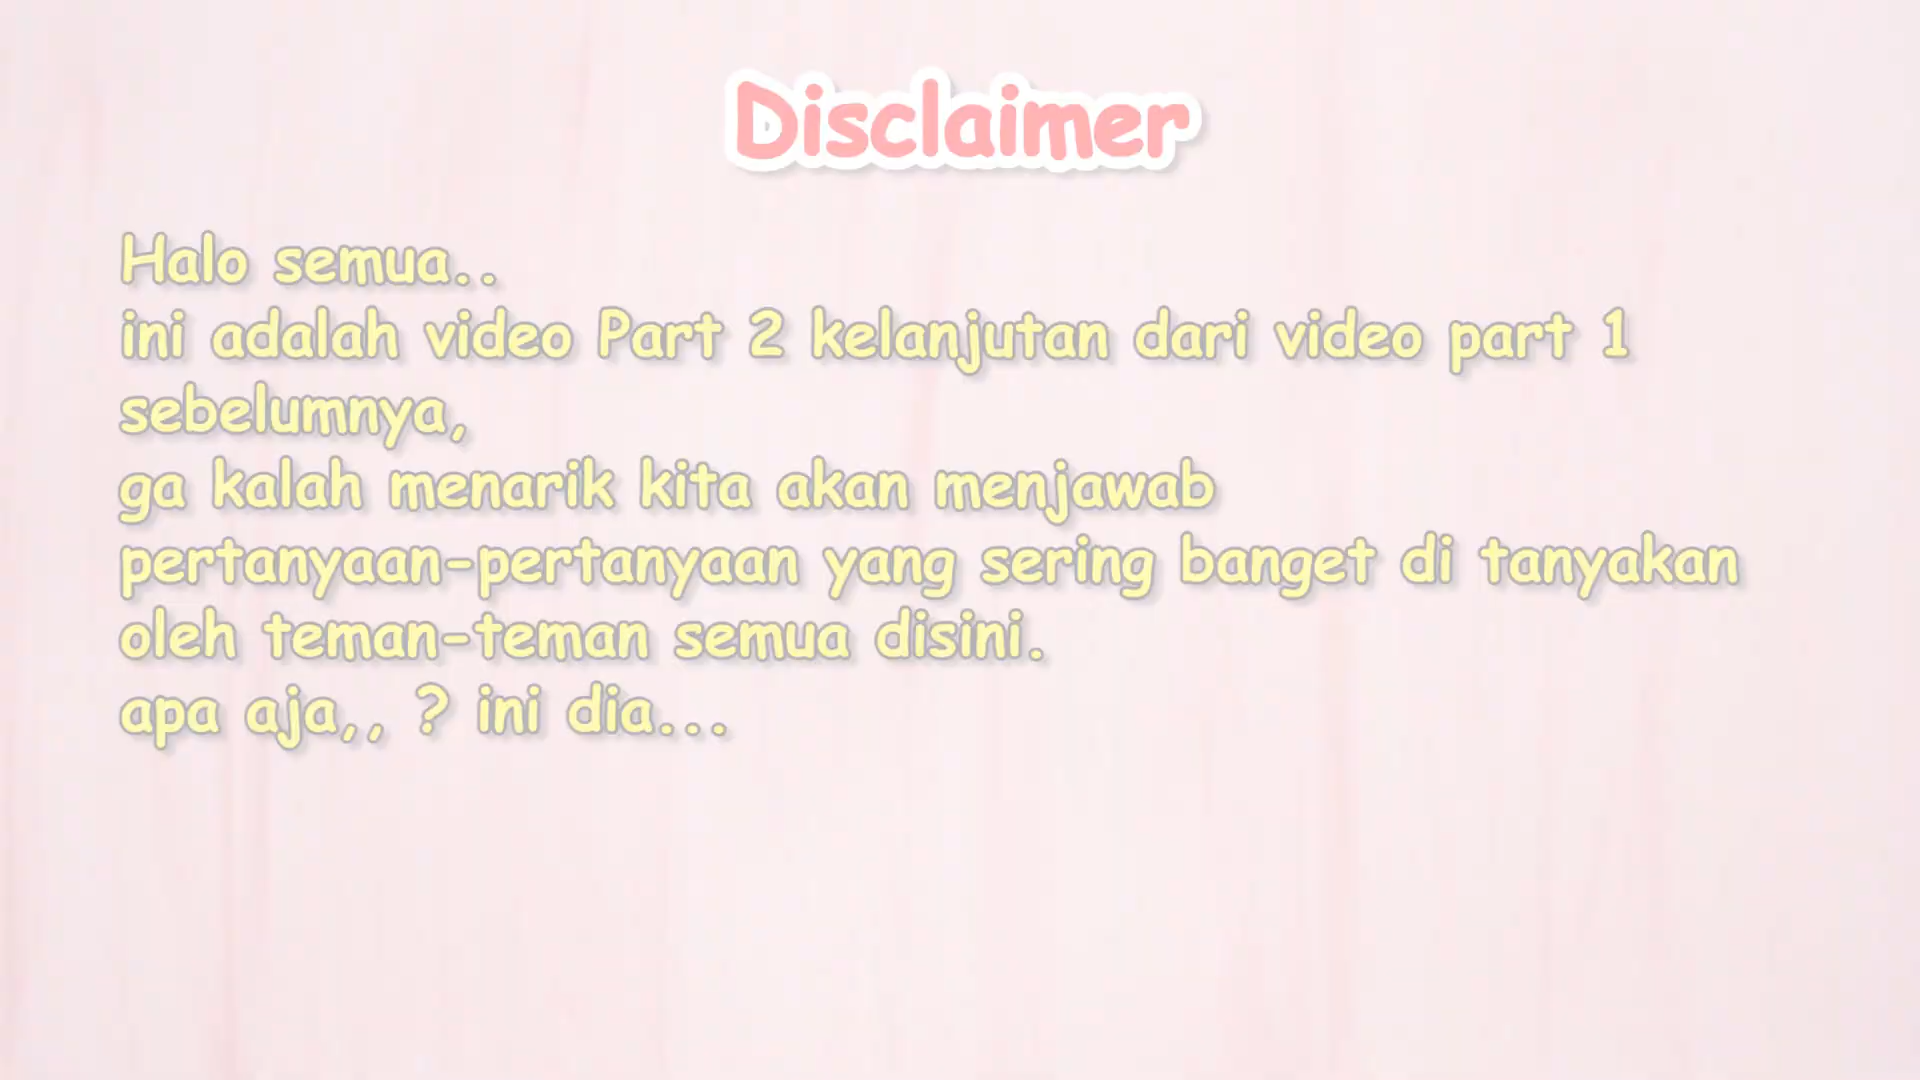 Disclaimer
Halo semua..
ini adalah video Part 2 kelanjutan dari video part 1
sebelumnya,
ga kalah menarik kita akan menjawab
pertanyaan-pertanyaan yang sering banget di tanyakan
oleh teman-teman semua disini.
apa aja,, ? ini dia...